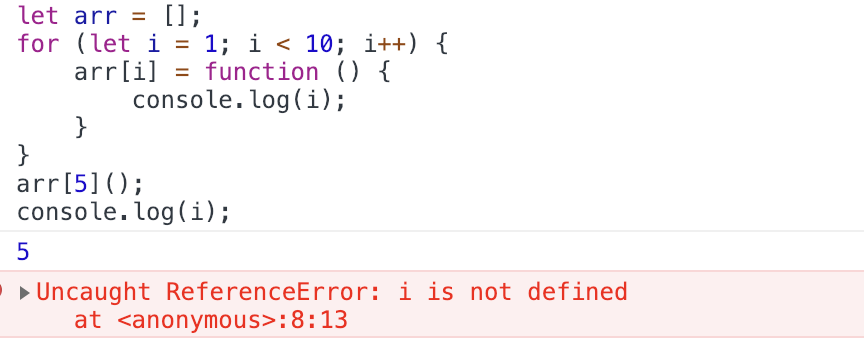 let arr = [];
for (let i = 1; i < 10; i++) {
    arr[i] = function () {
        console.log(i);
    }
}
arr[5]();
console.log(i);
5
Uncaught ReferenceError: i is not defined
    at <anonymous>:8:13